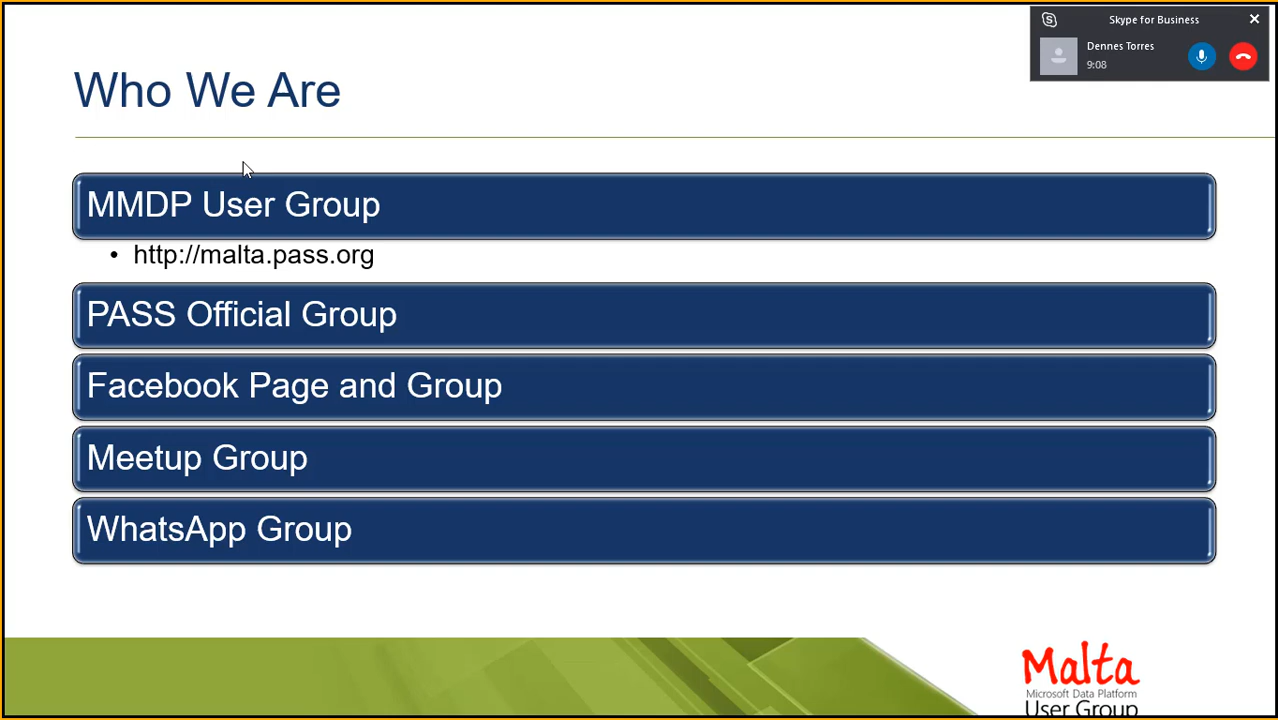 Skype for Business
Dennes Torres
9:08
Who We Are
MMDP User Group
• http://malta.pass.org
PASS Official Group
Facebook Page and Group
Meetup Group
WhatsApp Group
Malta
Microsoft Data Platform
User Group